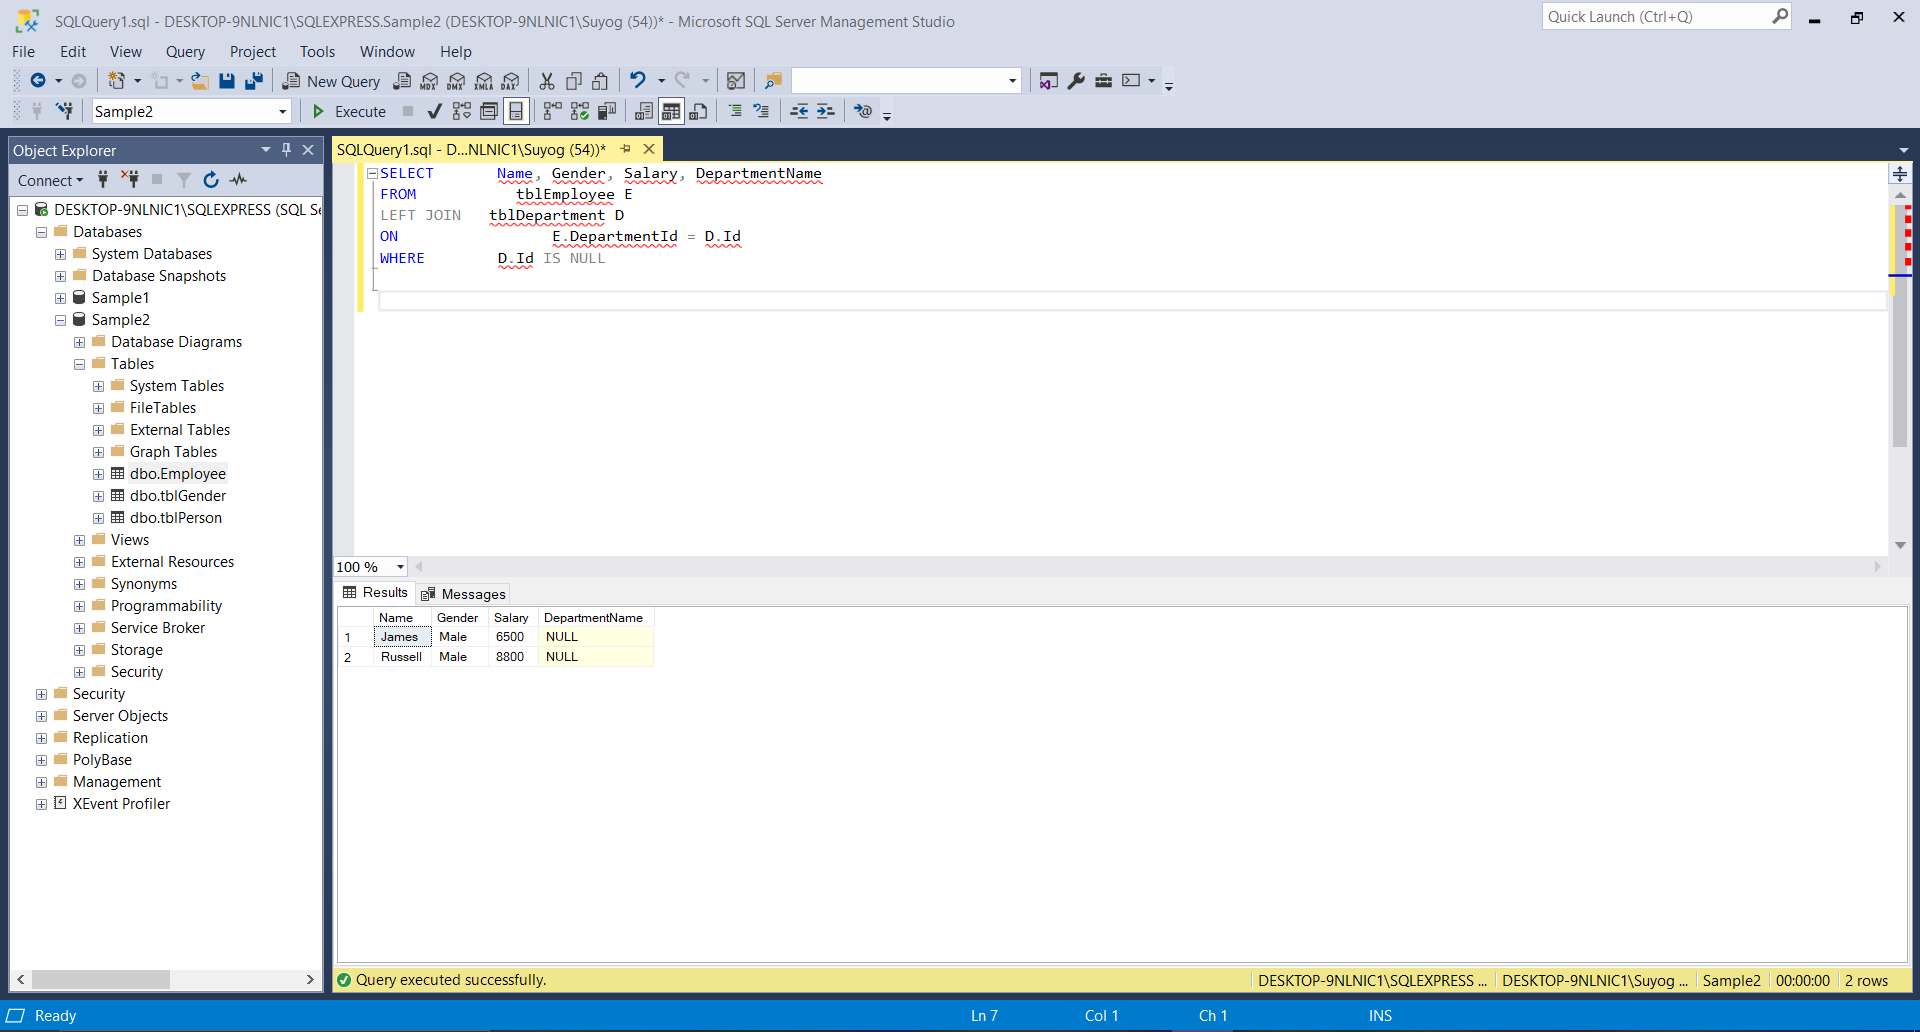 SQLQuery1.sql - DESKTOP-9NLNIC1\SQLEXPRESS.Sample2 (DESKTOP-9NLNIC1\Suyog (54))* - Microsoft SQL Server Management Studio
Quick Launch (Ctrl+Q)
File Edit View Query Project Tools Window Help
New Query MDX DMX XMLA DAX
Sample2 Execute
Object Explorer
SQLQuery1.sql - D...NLNIC1\Suyog (54))*
Connect
DESKTOP-9NLNIC1\SQLEXPRESS (SQL Se
Databases
System Databases
Database Snapshots
Sample1
Sample2
Database Diagrams
Tables
System Tables
FileTables
External Tables
Graph Tables
dbo.Employee
dbo.tblGender
dbo.tblPerson
Views
External Resources
Synonyms
Programmability
Service Broker
Storage
Security
Security
Server Objects
Replication
PolyBase
Management
XEvent Profiler
SELECT Name, Gender, Salary, DepartmentName
FROM tblEmployee E
LEFT JOIN tblDepartment D
ON E.DepartmentId = D.Id
WHERE D.Id IS NULL
100 %
Results Messages
Name Gender Salary DepartmentName
1 James Male 6500 NULL
2 Russell Male 8800 NULL
Query executed successfully. DESKTOP-9NLNIC1\SQLEXPRESS ... DESKTOP-9NLNIC1\Suyog ... Sample2 00:00:00 2 rows
Ready Ln 7 Col 1 Ch 1 INS